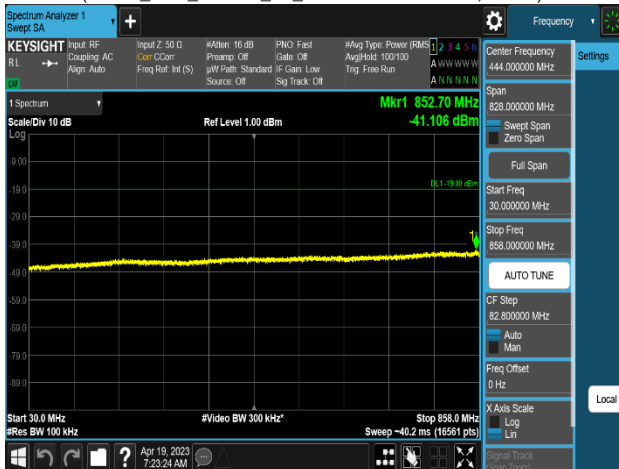 Spectrum Analyzer 1
Swept SA
Frequency
KEYSIGHT
RL
Input: RF
Coupling: AC
Align: Auto
Input Z: 50 Ω
Corr CCorr
Freq Ref: Int (S)
#Atten: 16 dB
Preamp: Off
µW Path: Standard
Source: Off
PNO: Fast
Gate: Off
IF Gain: Low
Sig Track: Off
#Avg Type: Power (RMS
Avg|Hold: 100/100
Trig: Free Run
1 2 3 4 5 6
A W W W W W
A N N N N N
1 Spectrum
Scale/Div 10 dB
Log
Ref Level 1.00 dBm
Mkr1 852.70 MHz
-41.106 dBm
DL1 -19.00 dBm
1
-9.00
-19.0
-29.0
-39.0
-49.0
-59.0
-69.0
-79.0
-89.0
Start 30.0 MHz
#Res BW 100 kHz
#Video BW 300 kHz*
Stop 858.0 MHz
Sweep ~40.2 ms (16561 pts)
Apr 19, 2023
7:23:24 AM
Center Frequency
444.000000 MHz
Settings
Span
828.000000 MHz
Swept Span
Zero Span
Full Span
Start Freq
30.000000 MHz
Stop Freq
858.000000 MHz
AUTO TUNE
CF Step
82.800000 MHz
Auto
Man
Freq Offset
0 Hz
Local
X Axis Scale
Log
Lin
Signal Track
(Span Zoom)